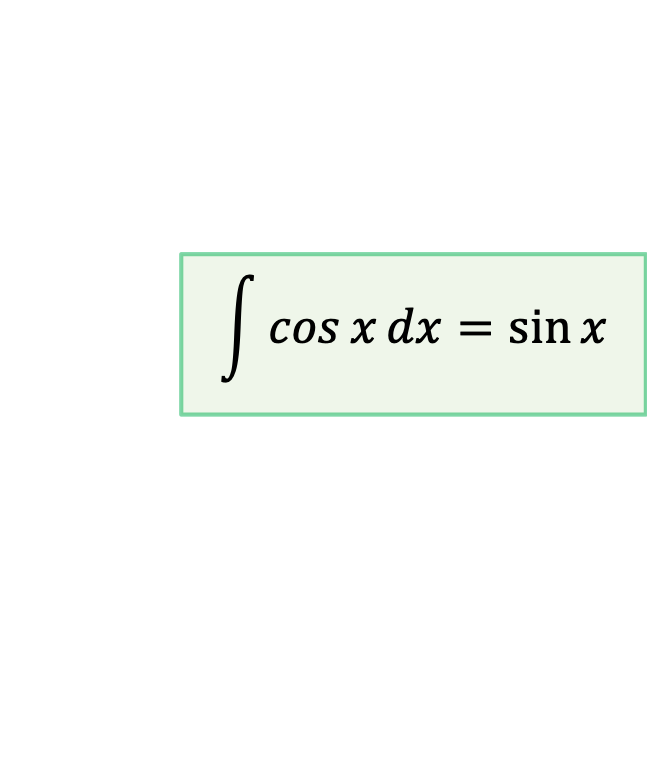 ∫ cos x dx = sin x